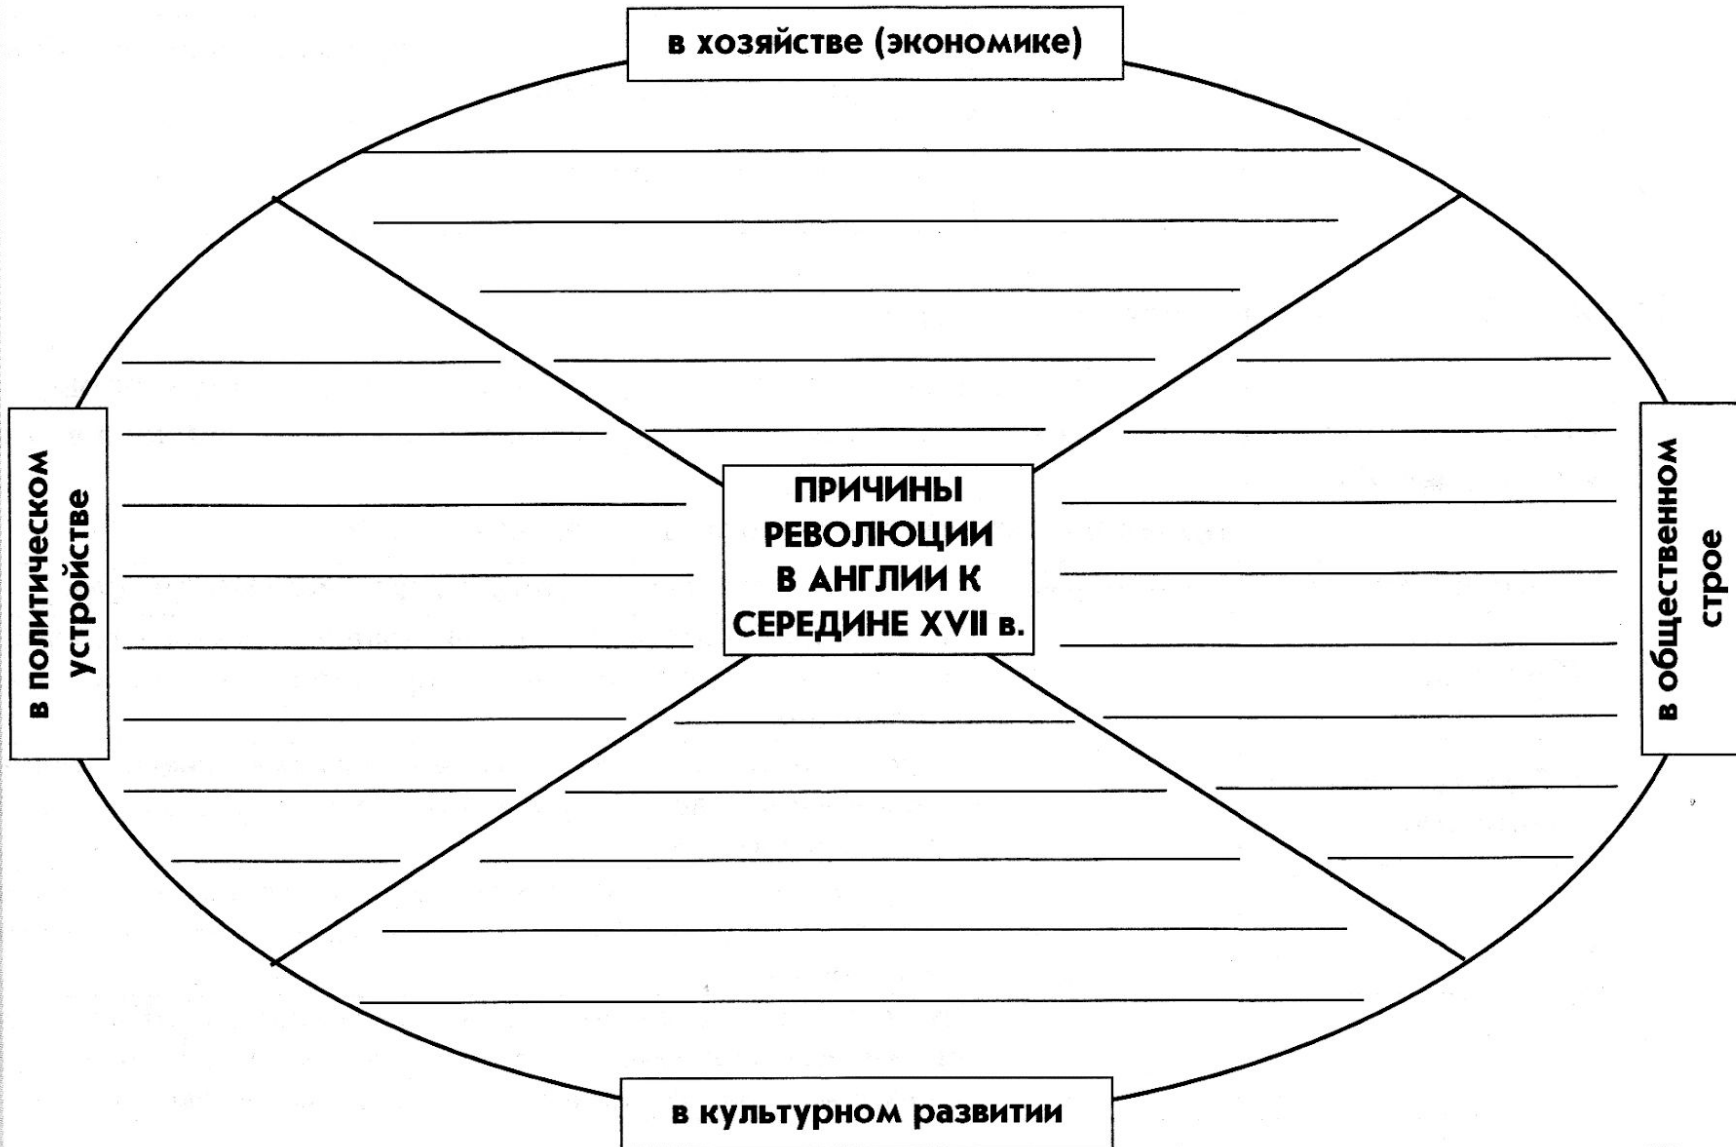 в хозяйстве (экономике)
в политическом
устройстве
ПРИЧИНЫ
РЕВОЛЮЦИИ
В АНГЛИИ К
СЕРЕДИНЕ XVII в.
в общественном
строе
в культурном развитии